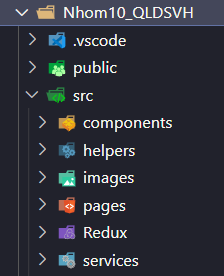 Nhom10_QLDSVH
.vscode
public
src
components
helpers
images
pages
Redux
services